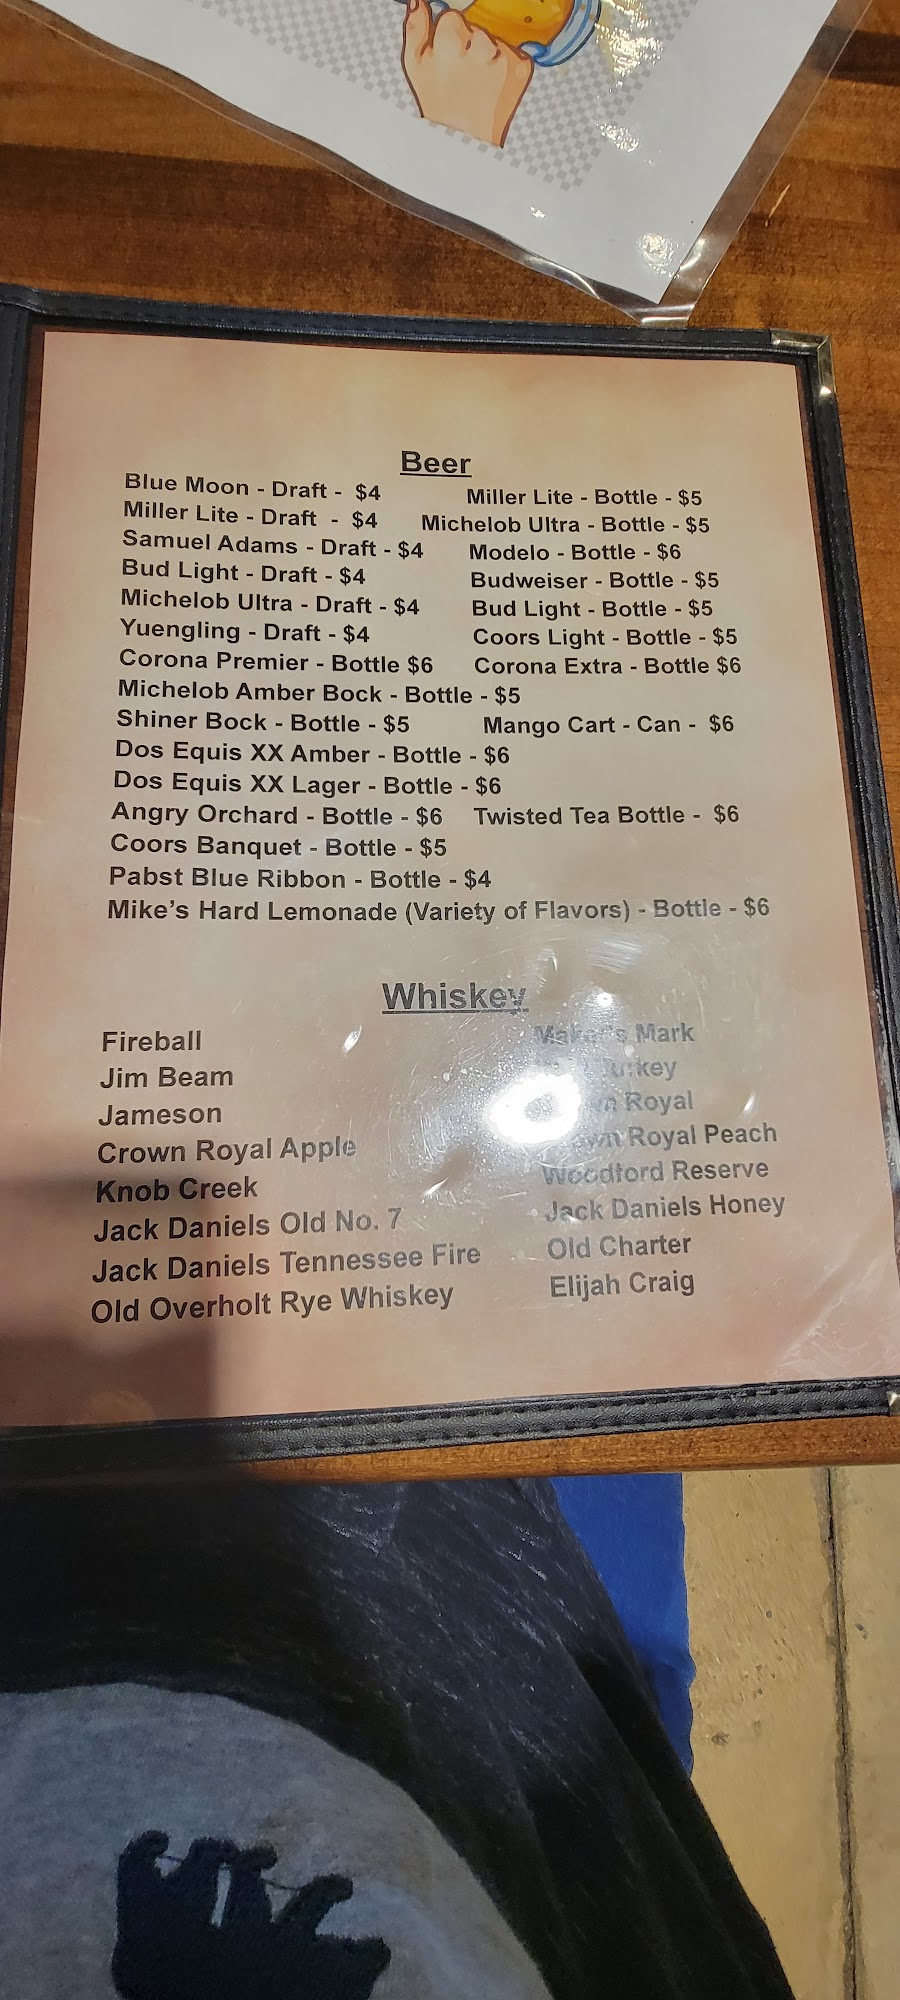 Beer
Blue Moon - Draft - $4
Miller Lite - Bottle - $5
Miller Lite - Draft - $4
Michelob Ultra - Bottle - $5
Samuel Adams - Draft - $4
Modelo - Bottle - $6
Bud Light - Draft - $4
Budweiser - Bottle - $5
Michelob Ultra - Draft - $4
Bud Light - Bottle - $5
Yuengling - Draft - $4
Coors Light - Bottle - $5
Corona Premier - Bottle $6
Corona Extra - Bottle $6
Michelob Amber Bock - Bottle - $5
Shiner Bock - Bottle - $5
Mango Cart - Can - $6
Dos Equis XX Amber - Bottle - $6
Dos Equis XX Lager - Bottle - $6
Angry Orchard - Bottle - $6
Twisted Tea Bottle - $6
Coors Banquet - Bottle - $5
Pabst Blue Ribbon - Bottle - $4
Mike's Hard Lemonade (Variety of Flavors) - Bottle - $6
Whiskey
Fireball
Maker's Mark
Jim Beam
Turkey
Jameson
Royal
Crown Royal Apple
Crown Royal Peach
Knob Creek
Woodford Reserve
Jack Daniels Old No. 7
Jack Daniels Honey
Jack Daniels Tennessee Fire
Old Charter
Old Overholt Rye Whiskey
Elijah Craig